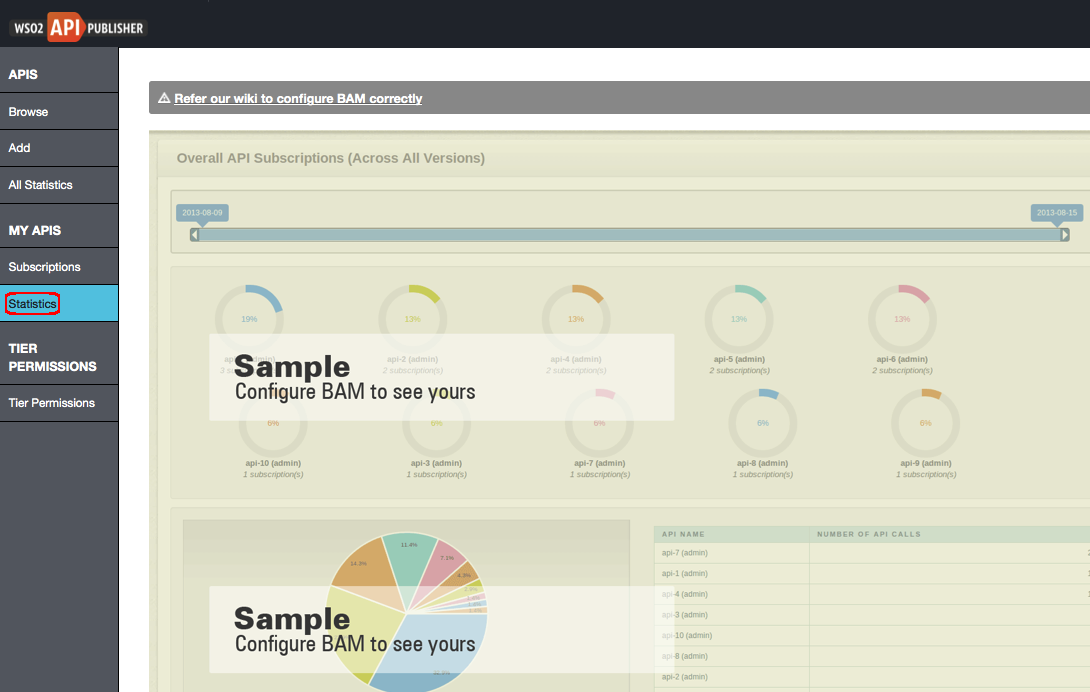 WSO2 API PUBLISHER
APIS
Browse
Add
All Statistics
MY APIS
Subscriptions
Statistics
TIER
PERMISSIONS
Tier Permissions
Refer our wiki to configure BAM correctly
Overall API Subscriptions (Across All Versions)
2013-08-09 2013-08-15
19% 13% 13% 13% 13%
api-2 (admin) api-4 (admin) api-5 (admin) api-6 (admin)
2 subscription(s) 2 subscription(s) 2 subscription(s) 2 subscription(s)
Sample
Configure BAM to see yours
6% 6% 6% 6% 6%
api-10 (admin) api-3 (admin) api-7 (admin) api-8 (admin) api-9 (admin)
1 subscription(s) 1 subscription(s) 1 subscription(s) 1 subscription(s) 1 subscription(s)
11.4%
7.1%
14.3%
Sample
Configure BAM to see yours
API NAME NUMBER OF API CALLS
api-7 (admin)
api-1 (admin)
api-4 (admin)
api-3 (admin)
api-10 (admin)
api-8 (admin)
api-2 (admin)